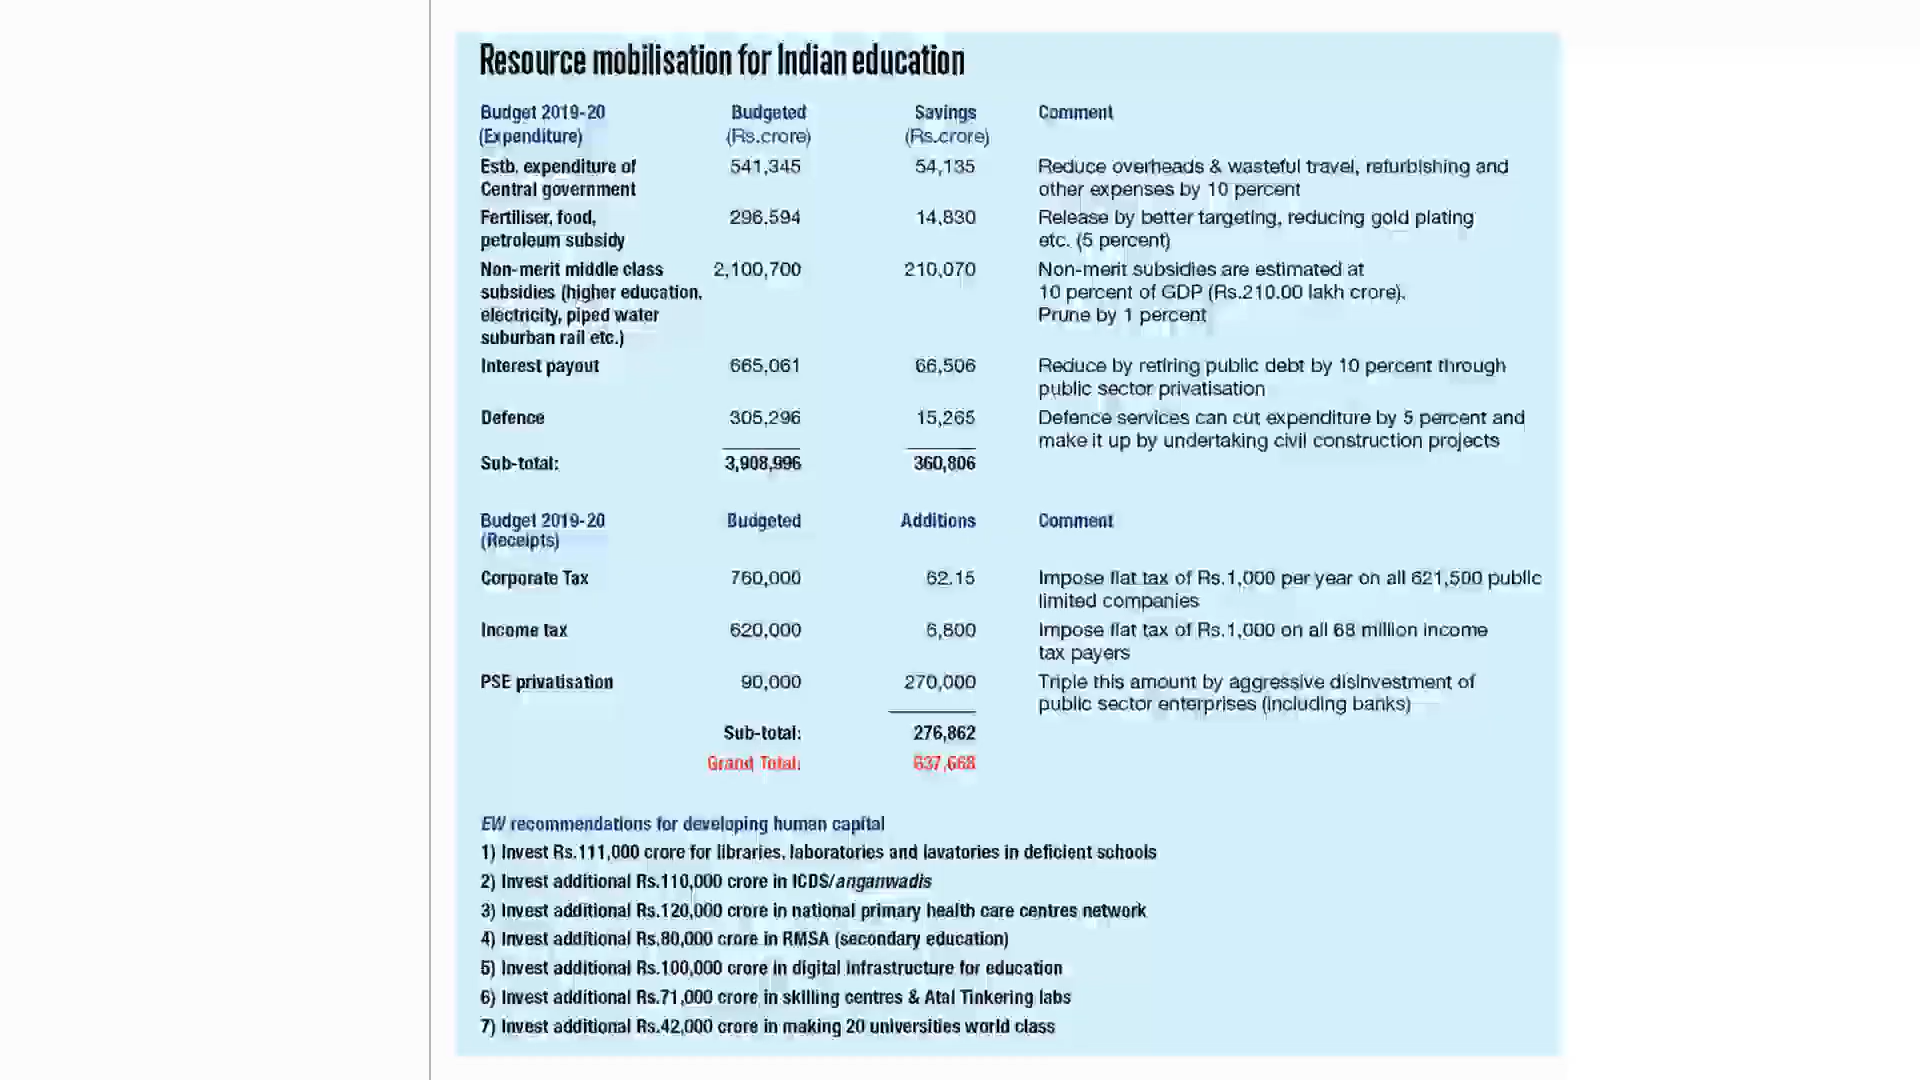 Resource mobilisation for Indian education
Budget 2019-20 Budgeted Savings Comment
(Expenditure) (Rs.crore) (Rs.crore)
Estb. expenditure of 541,345 54,135 Reduce overheads & wasteful travel, refurbishing and
Central government other expenses by 10 percent
Fertiliser, food, 296.594 14,830 Release by better targeting, reducing gold plating
petroleum subsidy etc. (5 percent)
Non-merit middle class 2,100,700 210,070 Non-merit subsidies are estimated at
subsidies (higher education, 10 percent of GDP (Rs.210.00 lakh crore).
electricity, piped water Prune by 1 percent
suburban rail etc.)
Interest payout 665,061 66,506 Reduce by retiring public debt by 10 percent through
public sector privatisation
Defence 305,296 15,265 Defence services can cut expenditure by 5 percent and
make it up by undertaking civil construction projects
Sub-total: 3,908,996 360,806
Budget 2019-20 Budgeted Additions Comment
(Receipts)
Corporate Tax 760,000 62.15 Impose flat tax of Rs.1,000 per year on all 621,500 public
limited companies
Income tax 620,000 6,800 Impose flat tax of Rs.1,000 on all 68 million income
tax payers
PSE privatisation 90,000 270,000 Triple this amount by aggressive disinvestment of
public sector enterprises (including banks)
Sub-total: 276,862
Grand Total: 637,668
EW recommendations for developing human capital
1) Invest Rs.111,000 crore for libraries, laboratories and lavatories in deficient schools
2) Invest additional Rs.110,000 crore in ICDS/anganwadis
3) Invest additional Rs.120,000 crore in national primary health care centres network
4) Invest additional Rs.80,000 crore in RMSA (secondary education)
5) Invest additional Rs.100,000 crore in digital infrastructure for education
6) Invest additional Rs.71,000 crore in skilling centres & Atal Tinkering labs
7) Invest additional Rs.42,000 crore in making 20 universities world class